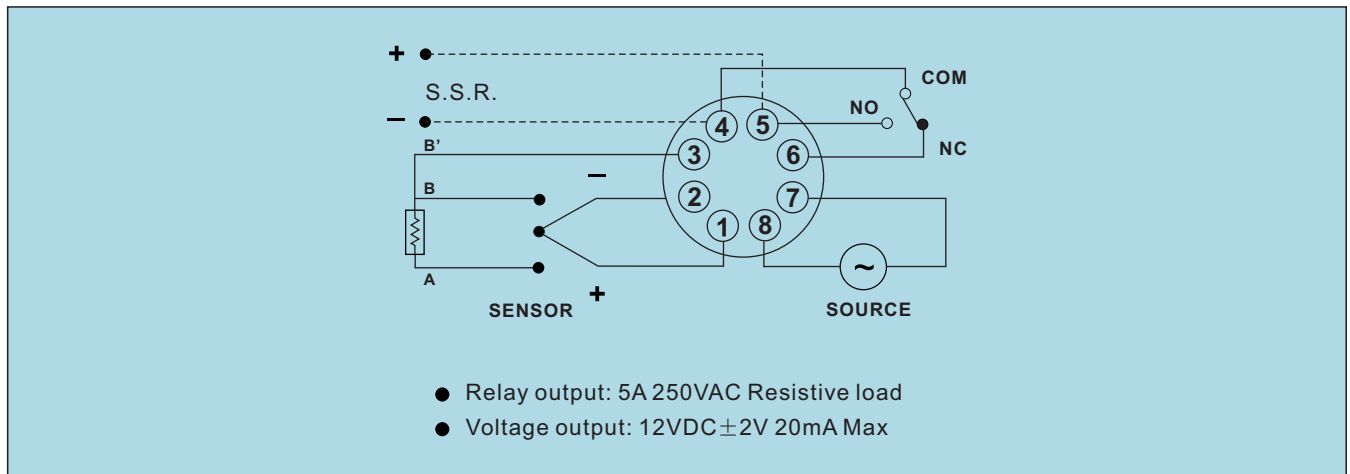 +
S.S.R.
−
B’
B
A
−
+
SENSOR
COM
NO
NC
4 5
3 6
2 7
1 8
~
SOURCE
● Relay output: 5A 250VAC Resistive load
● Voltage output: 12VDC±2V 20mA Max